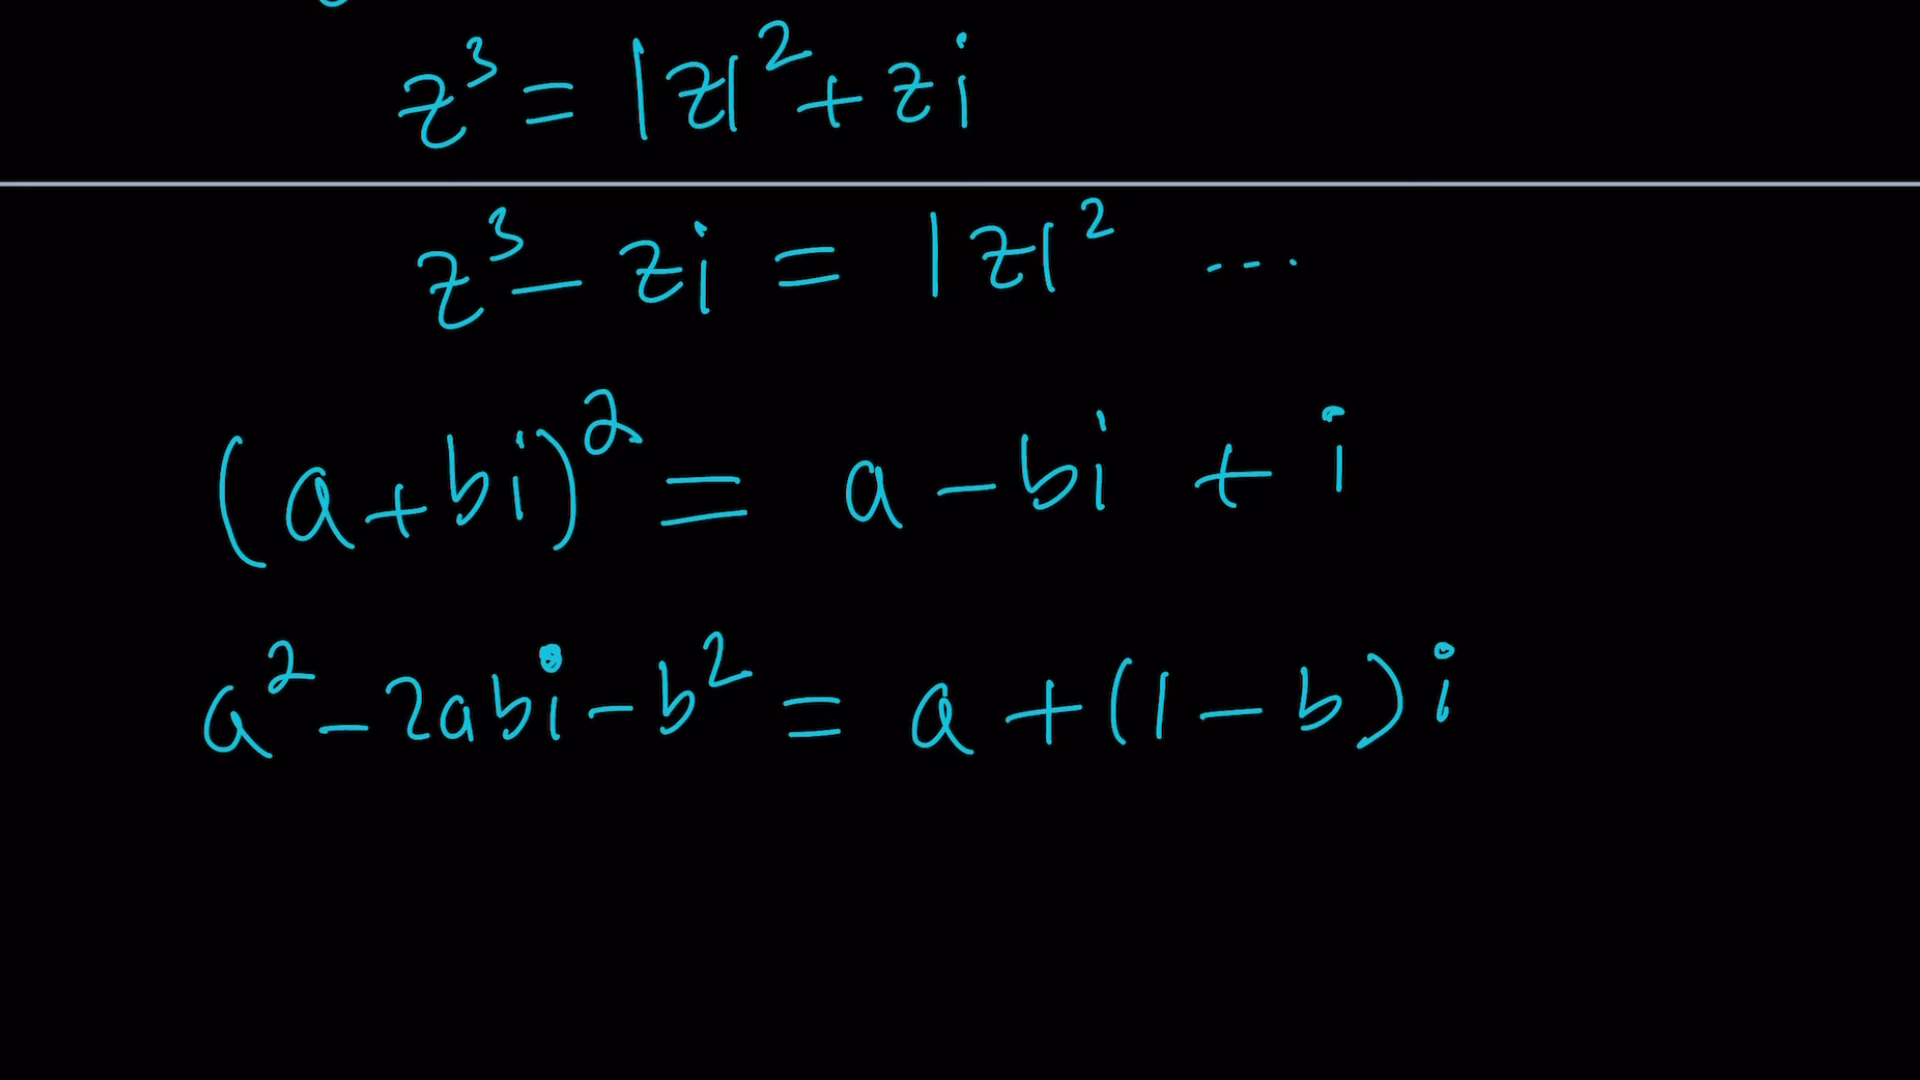 z³ = |z|² + zi
z³ - zi = |z|² ...
(a+bi)² = a - bi + i
a² - 2abi - b² = a + (1 - b)i